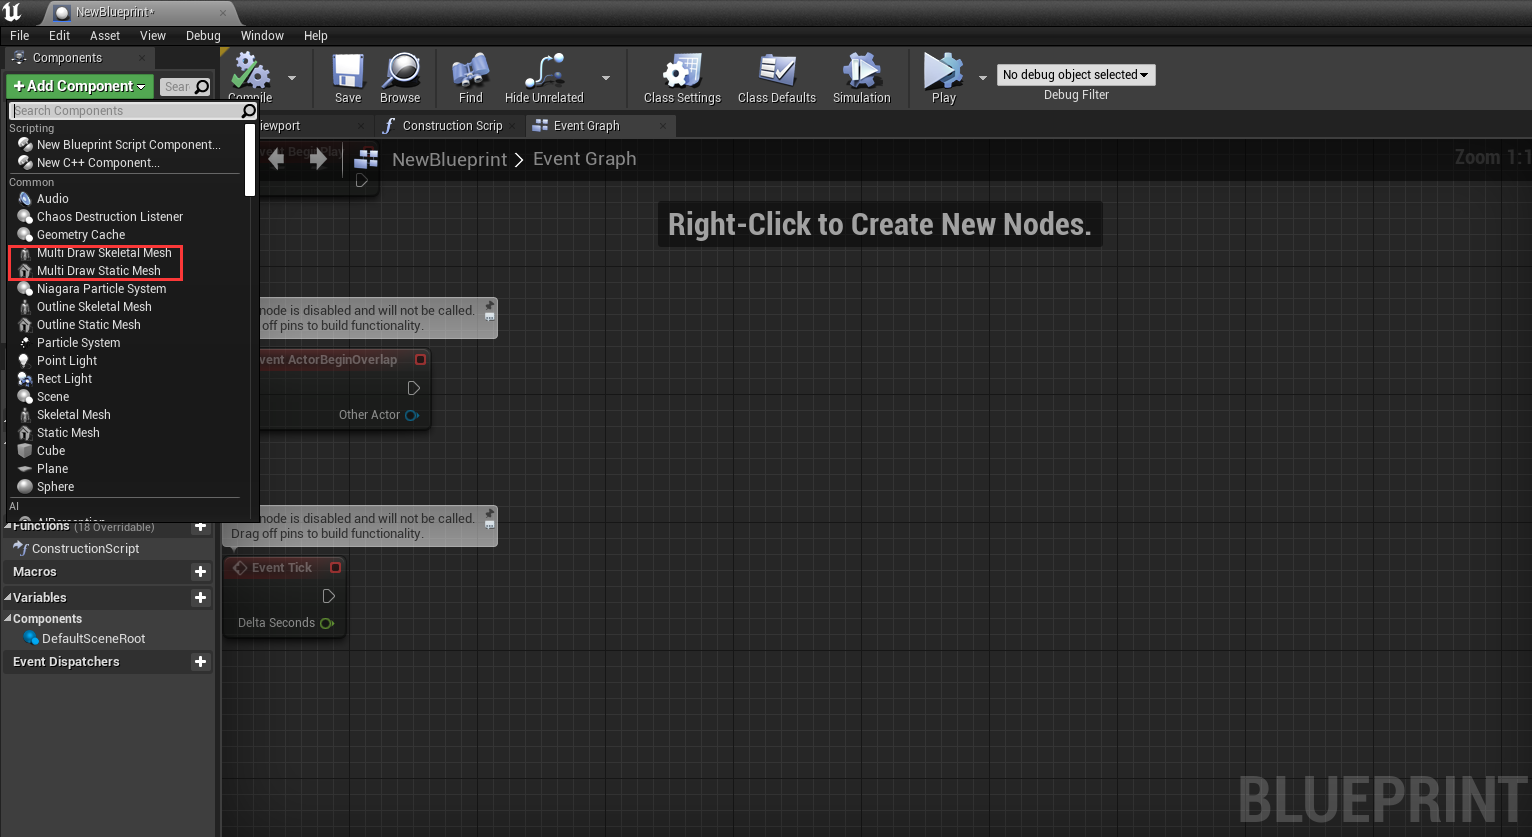 NewBlueprint*
File Edit Asset View Debug Window Help
Components
+Add Component
Sear
Compile
Save
Browse
Find
Hide Unrelated
Class Settings
Class Defaults
Simulation
Play
No debug object selected
Debug Filter
Search Components
Scripting
New Blueprint Script Component...
New C++ Component...
Common
Audio
Chaos Destruction Listener
Geometry Cache
Multi Draw Skeletal Mesh
Multi Draw Static Mesh
Niagara Particle System
Outline Skeletal Mesh
Outline Static Mesh
Particle System
Point Light
Rect Light
Scene
Skeletal Mesh
Static Mesh
Cube
Plane
Sphere
AI
AIPerception
Functions (18 Overridable)
ConstructionScript
Macros
Variables
Components
DefaultSceneRoot
Event Dispatchers
iewport
Construction Scrip
Event Graph
NewBlueprint > Event Graph
Zoom 1:1
vent BeginPlay
Right-Click to Create New Nodes.
node is disabled and will not be called.
off pins to build functionality.
vent ActorBeginOverlap
Other Actor
node is disabled and will not be called.
Drag off pins to build functionality.
Event Tick
Delta Seconds
BLUEPRINT